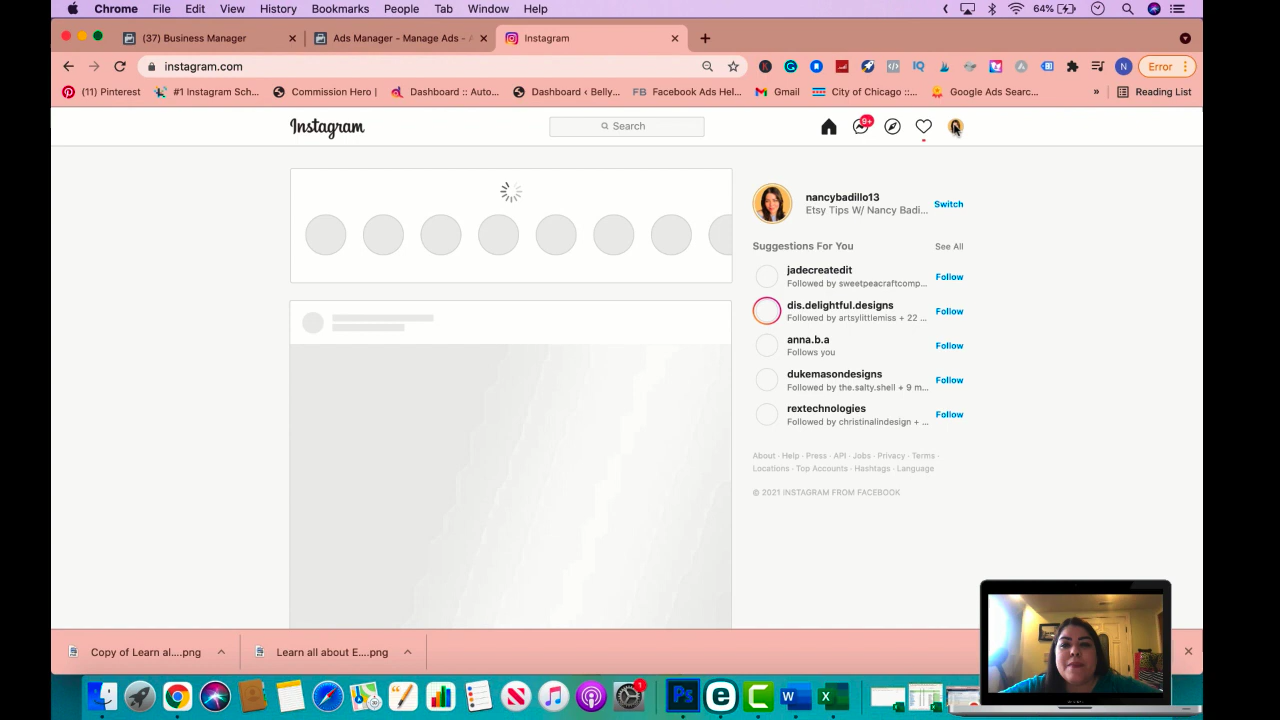 Chrome File Edit View History Bookmarks People Tab Window Help 64%
(37) Business Manager Ads Manager - Manage Ads - Instagram
instagram.com Error
(11) Pinterest #1 Instagram Sch... Commission Hero | Dashboard :: Auto... Dashboard ‹ Belly... Facebook Ads Hel... Gmail City of Chicago ::... Google Ads Searc... » Reading List
Instagram Search 9+
nancybadillo13
Etsy Tips W/ Nancy Badi... Switch
Suggestions For You See All
jadecreatedit
Followed by sweetpeacraftcomp... Follow
dis.delightful.designs
Followed by artsylittlemiss + 22 ... Follow
anna.b.a
Follows you Follow
dukemasondesigns
Followed by the.salty.shell + 9 m... Follow
rextechnologies
Followed by christinalindesign + ... Follow
About · Help · Press · API · Jobs · Privacy · Terms ·
Locations · Top Accounts · Hashtags · Language
© 2021 INSTAGRAM FROM FACEBOOK
Copy of Learn al....png Learn all about E....png
1